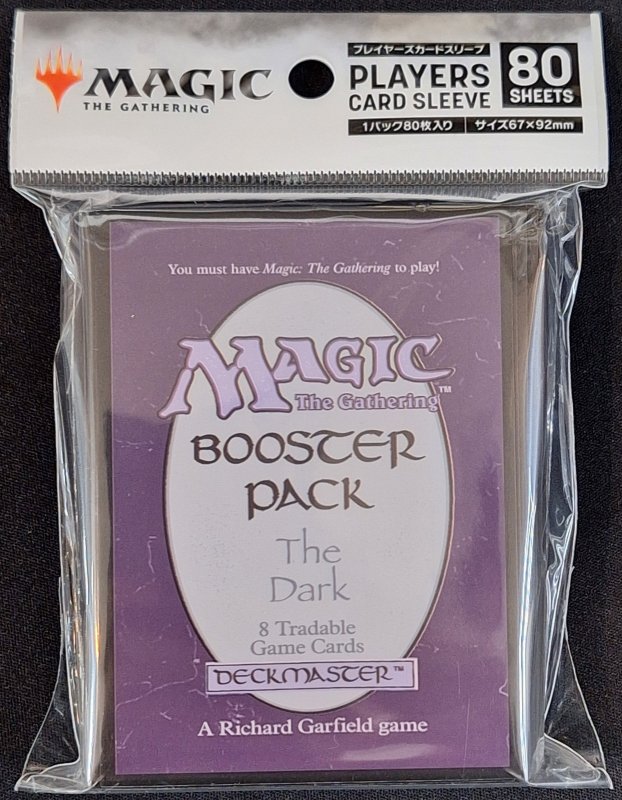 MAGIC
THE GATHERING
プレイヤーズカードスリーブ
PLAYERS
CARD SLEEVE
80
SHEETS
1パック80枚入り
サイズ67×92mm
You must have Magic: The Gathering to play!
MAGIC
The Gathering™
BOOSTER
PACK
The
Dark
8 Tradable
Game Cards
DECKMASTER™
A Richard Garfield game